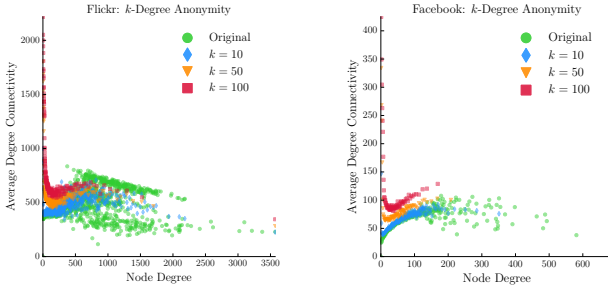 Flickr: k-Degree Anonymity
Average Degree Connectivity
2000
1500
1000
500
0
Original
k = 10
k = 50
k = 100
0 500 1000 1500 2000 2500 3000 3500
Node Degree
Facebook: k-Degree Anonymity
Average Degree Connectivity
400
350
300
250
200
150
100
50
0
Original
k = 10
k = 50
k = 100
0 100 200 300 400 500 600
Node Degree